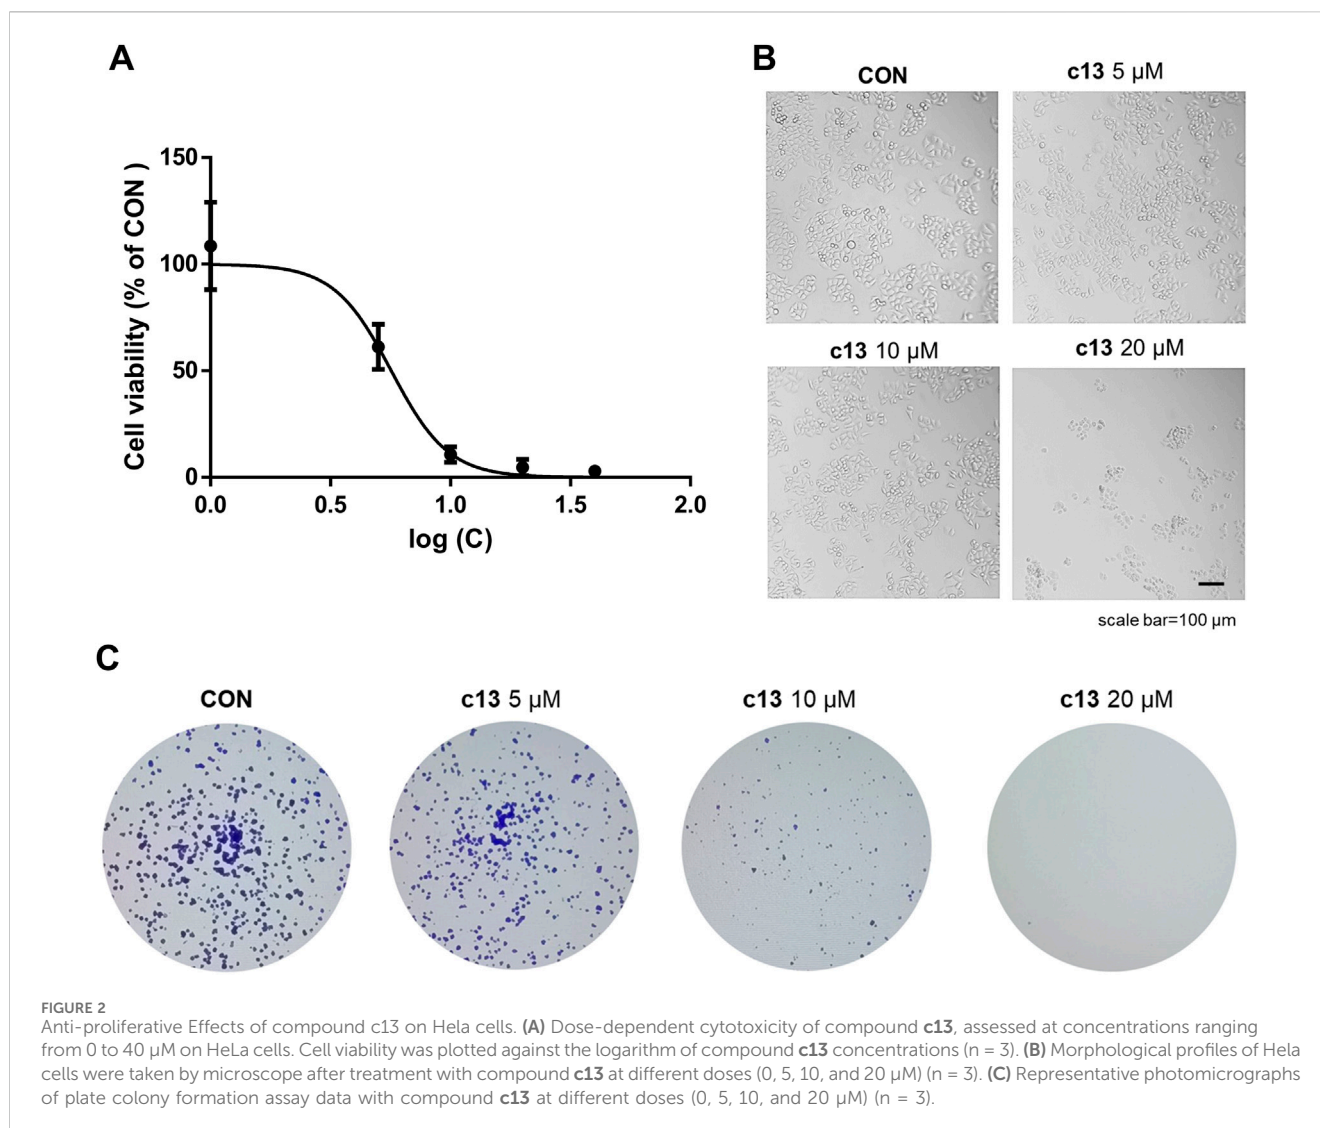 A
Cell viability (% of CON )
150
100
50
0
0.0 0.5 1.0 1.5 2.0
log (C)
B
CON
c13 5 μM
c13 10 μM
c13 20 μM
scale bar=100 μm
C
CON
c13 5 μM
c13 10 μM
c13 20 μM
FIGURE 2
Anti-proliferative Effects of compound c13 on Hela cells. (A) Dose-dependent cytotoxicity of compound c13, assessed at concentrations ranging
from 0 to 40 μM on HeLa cells. Cell viability was plotted against the logarithm of compound c13 concentrations (n = 3). (B) Morphological profiles of Hela
cells were taken by microscope after treatment with compound c13 at different doses (0, 5, 10, and 20 μM) (n = 3). (C) Representative photomicrographs
of plate colony formation assay data with compound c13 at different doses (0, 5, 10, and 20 μM) (n = 3).